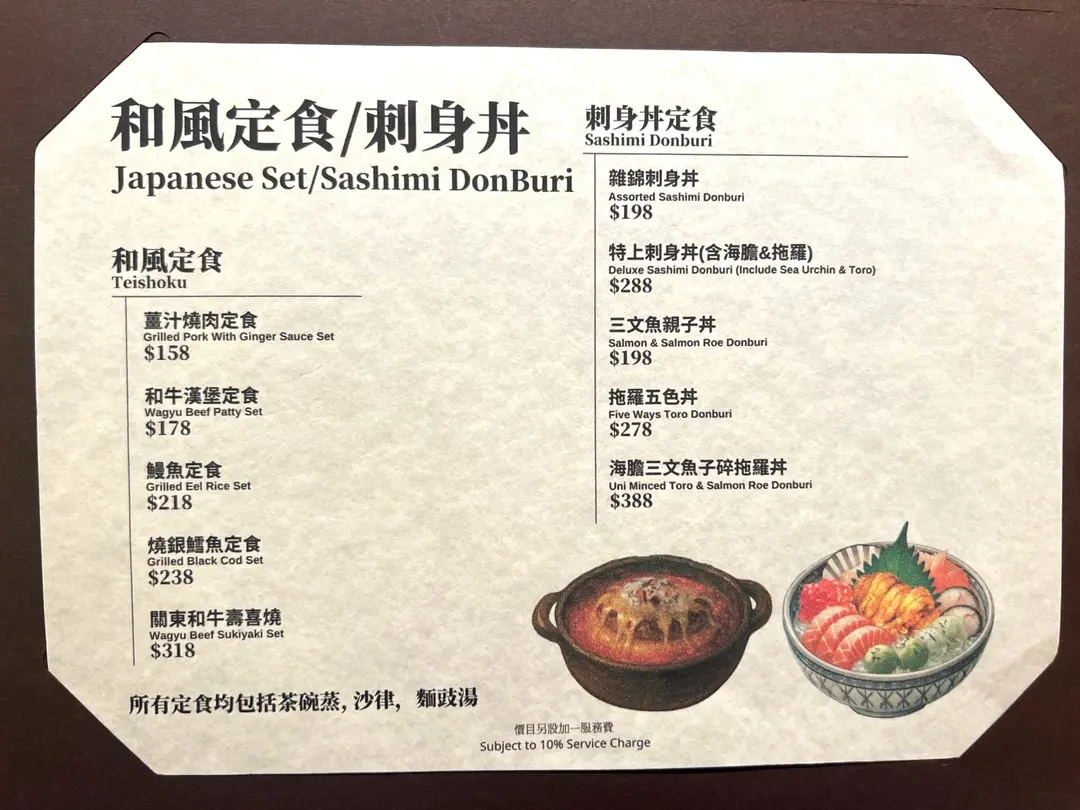 和風定食/刺身丼
Japanese Set/Sashimi DonBuri
和風定食
Teishoku
薑汁燒肉定食
Grilled Pork With Ginger Sauce Set
$158
和牛漢堡定食
Wagyu Beef Patty Set
$178
鰻魚定食
Grilled Eel Rice Set
$218
燒銀鱈魚定食
Grilled Black Cod Set
$238
關東和牛壽喜燒
Wagyu Beef Sukiyaki Set
$318
所有定食均包括茶碗蒸, 沙律, 麵豉湯
刺身丼定食
Sashimi Donburi
雜錦刺身丼
Assorted Sashimi Donburi
$198
特上刺身丼(含海膽&拖羅)
Deluxe Sashimi Donburi (Include Sea Urchin & Toro)
$288
三文魚親子丼
Salmon & Salmon Roe Donburi
$198
拖羅五色丼
Five Ways Toro Donburi
$278
海膽三文魚子碎拖羅丼
Uni Minced Toro & Salmon Roe Donburi
$388
價目另設加一服務費
Subject to 10% Service Charge